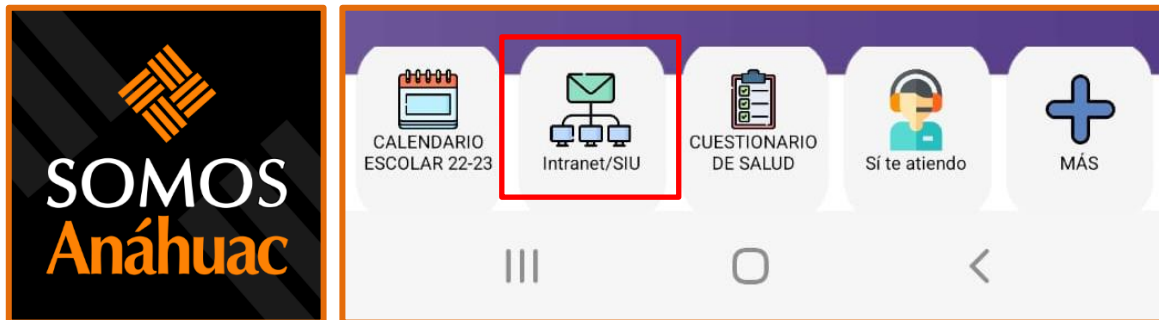 SOMOS
Anáhuac
CALENDARIO
ESCOLAR 22-23
Intranet/SIU
CUESTIONARIO
DE SALUD
Sí te atiendo
MÁS